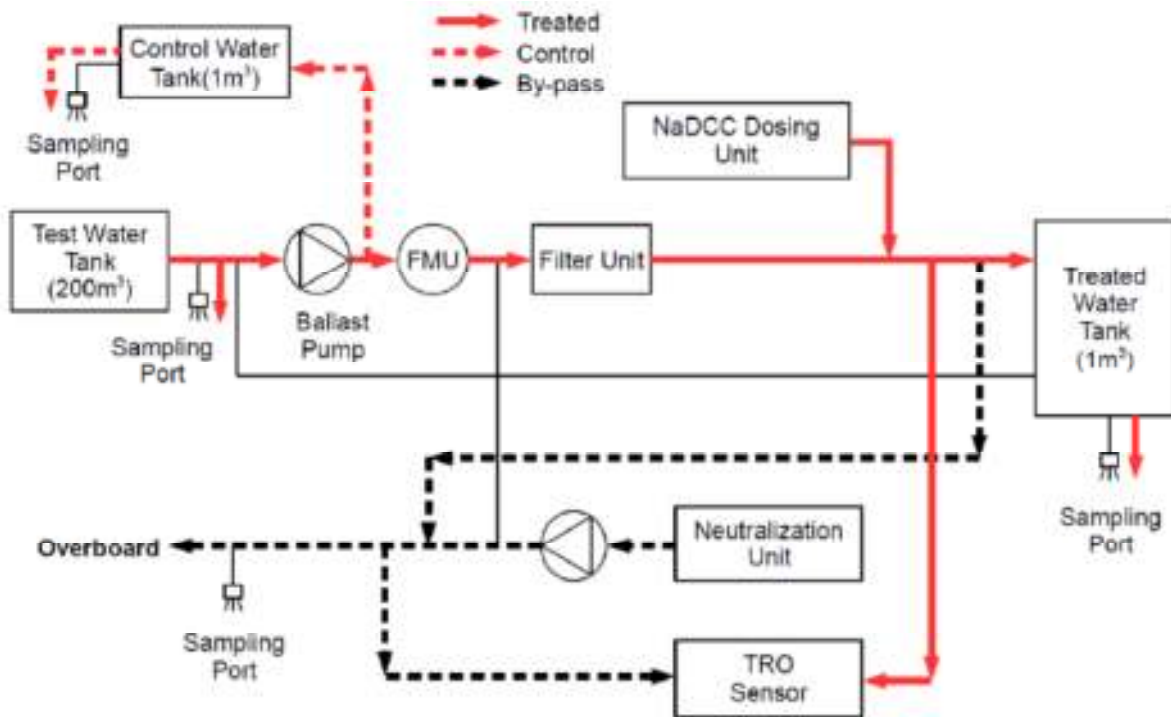 Treated
Control
By-pass
Control Water
Tank(1m³)
Sampling
Port
NaDCC Dosing
Unit
Test Water
Tank
(200m³)
FMU
Filter Unit
Treated
Water
Tank
(1m³)
Sampling
Port
Ballast
Pump
Sampling
Port
Overboard
Neutralization
Unit
Sampling
Port
TRO
Sensor